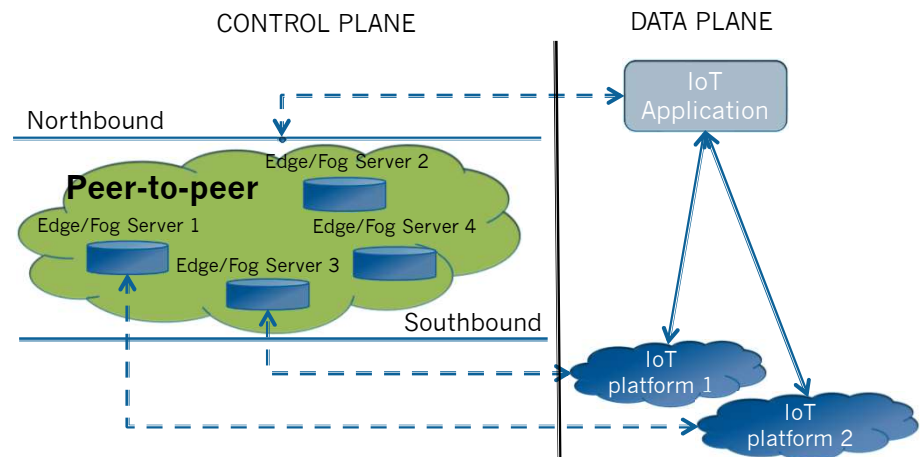 CONTROL PLANE
DATA PLANE
IoT
Application
Northbound
Edge/Fog Server 2
Peer-to-peer
Edge/Fog Server 1
Edge/Fog Server 4
Edge/Fog Server 3
Southbound
IoT
platform 1
IoT
platform 2